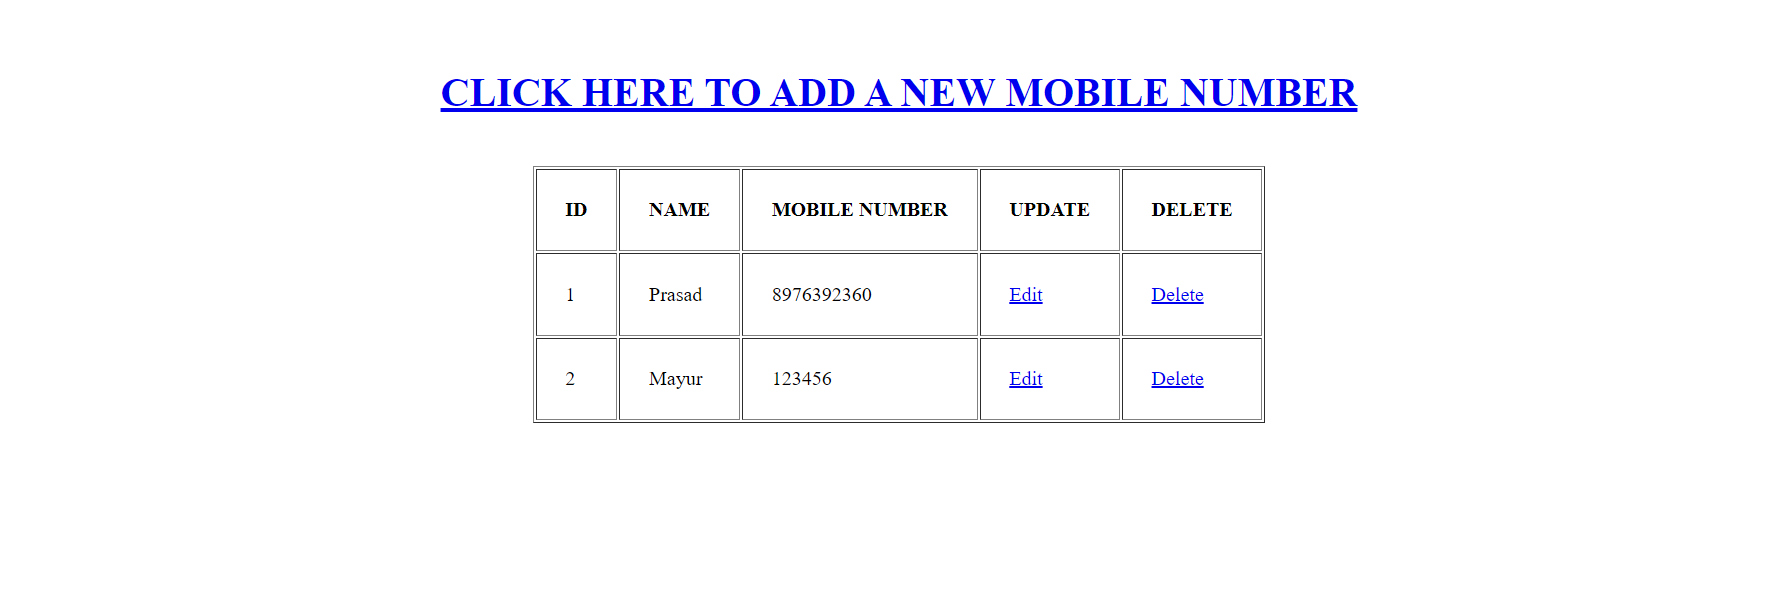 CLICK HERE TO ADD A NEW MOBILE NUMBER
ID NAME MOBILE NUMBER UPDATE DELETE
1 Prasad 8976392360 Edit Delete
2 Mayur 123456 Edit Delete